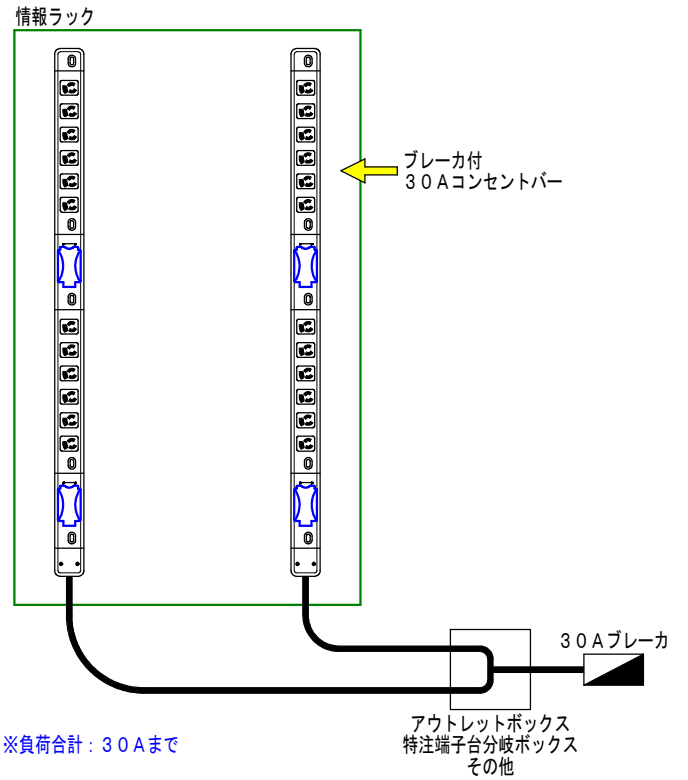 情報ラック
ブレーカ付
３０Ａコンセントバー
３０Ａブレーカ
アウトレットボックス
特注端子台分岐ボックス
その他
※負荷合計：３０Ａまで